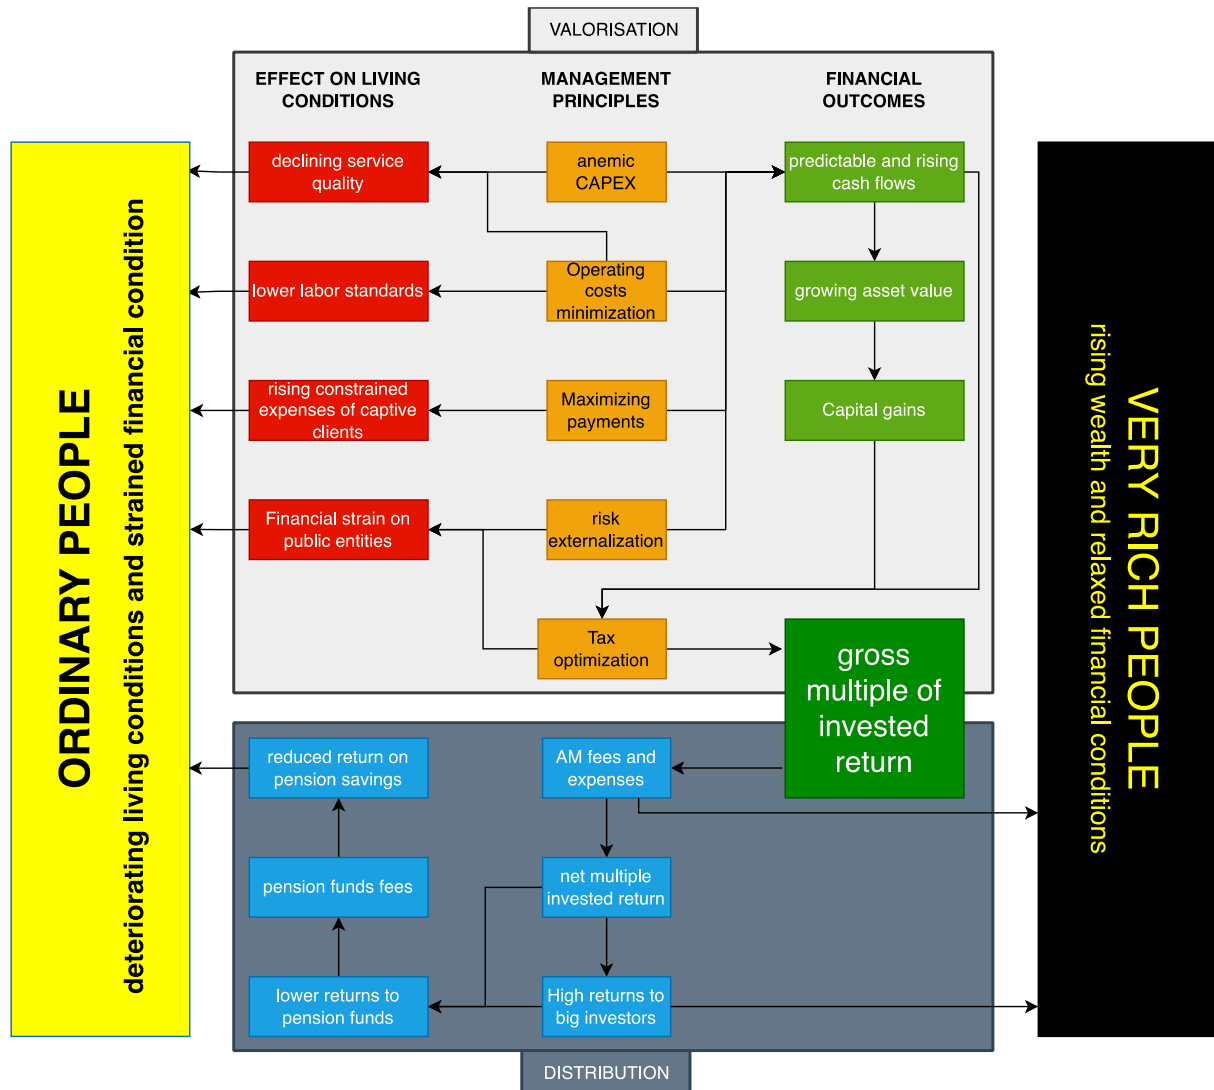 VALORISATION
EFFECT ON LIVING
CONDITIONS
MANAGEMENT
PRINCIPLES
FINANCIAL
OUTCOMES
declining service
quality
anemic
CAPEX
predictable and rising
cash flows
lower labor standards
Operating
costs
minimization
growing asset value
rising constrained
expenses of captive
clients
Maximizing
payments
Capital gains
Financial strain on
public entities
risk
externalization
Tax
optimization
gross
multiple of
invested
return
reduced return on
pension savings
AM fees and
expenses
pension funds fees
net multiple
invested return
lower returns to
pension funds
High returns to
big investors
DISTRIBUTION
ORDINARY PEOPLE
deteriorating living conditions and strained financial condition
VERY RICH PEOPLE
rising wealth and relaxed financial conditions